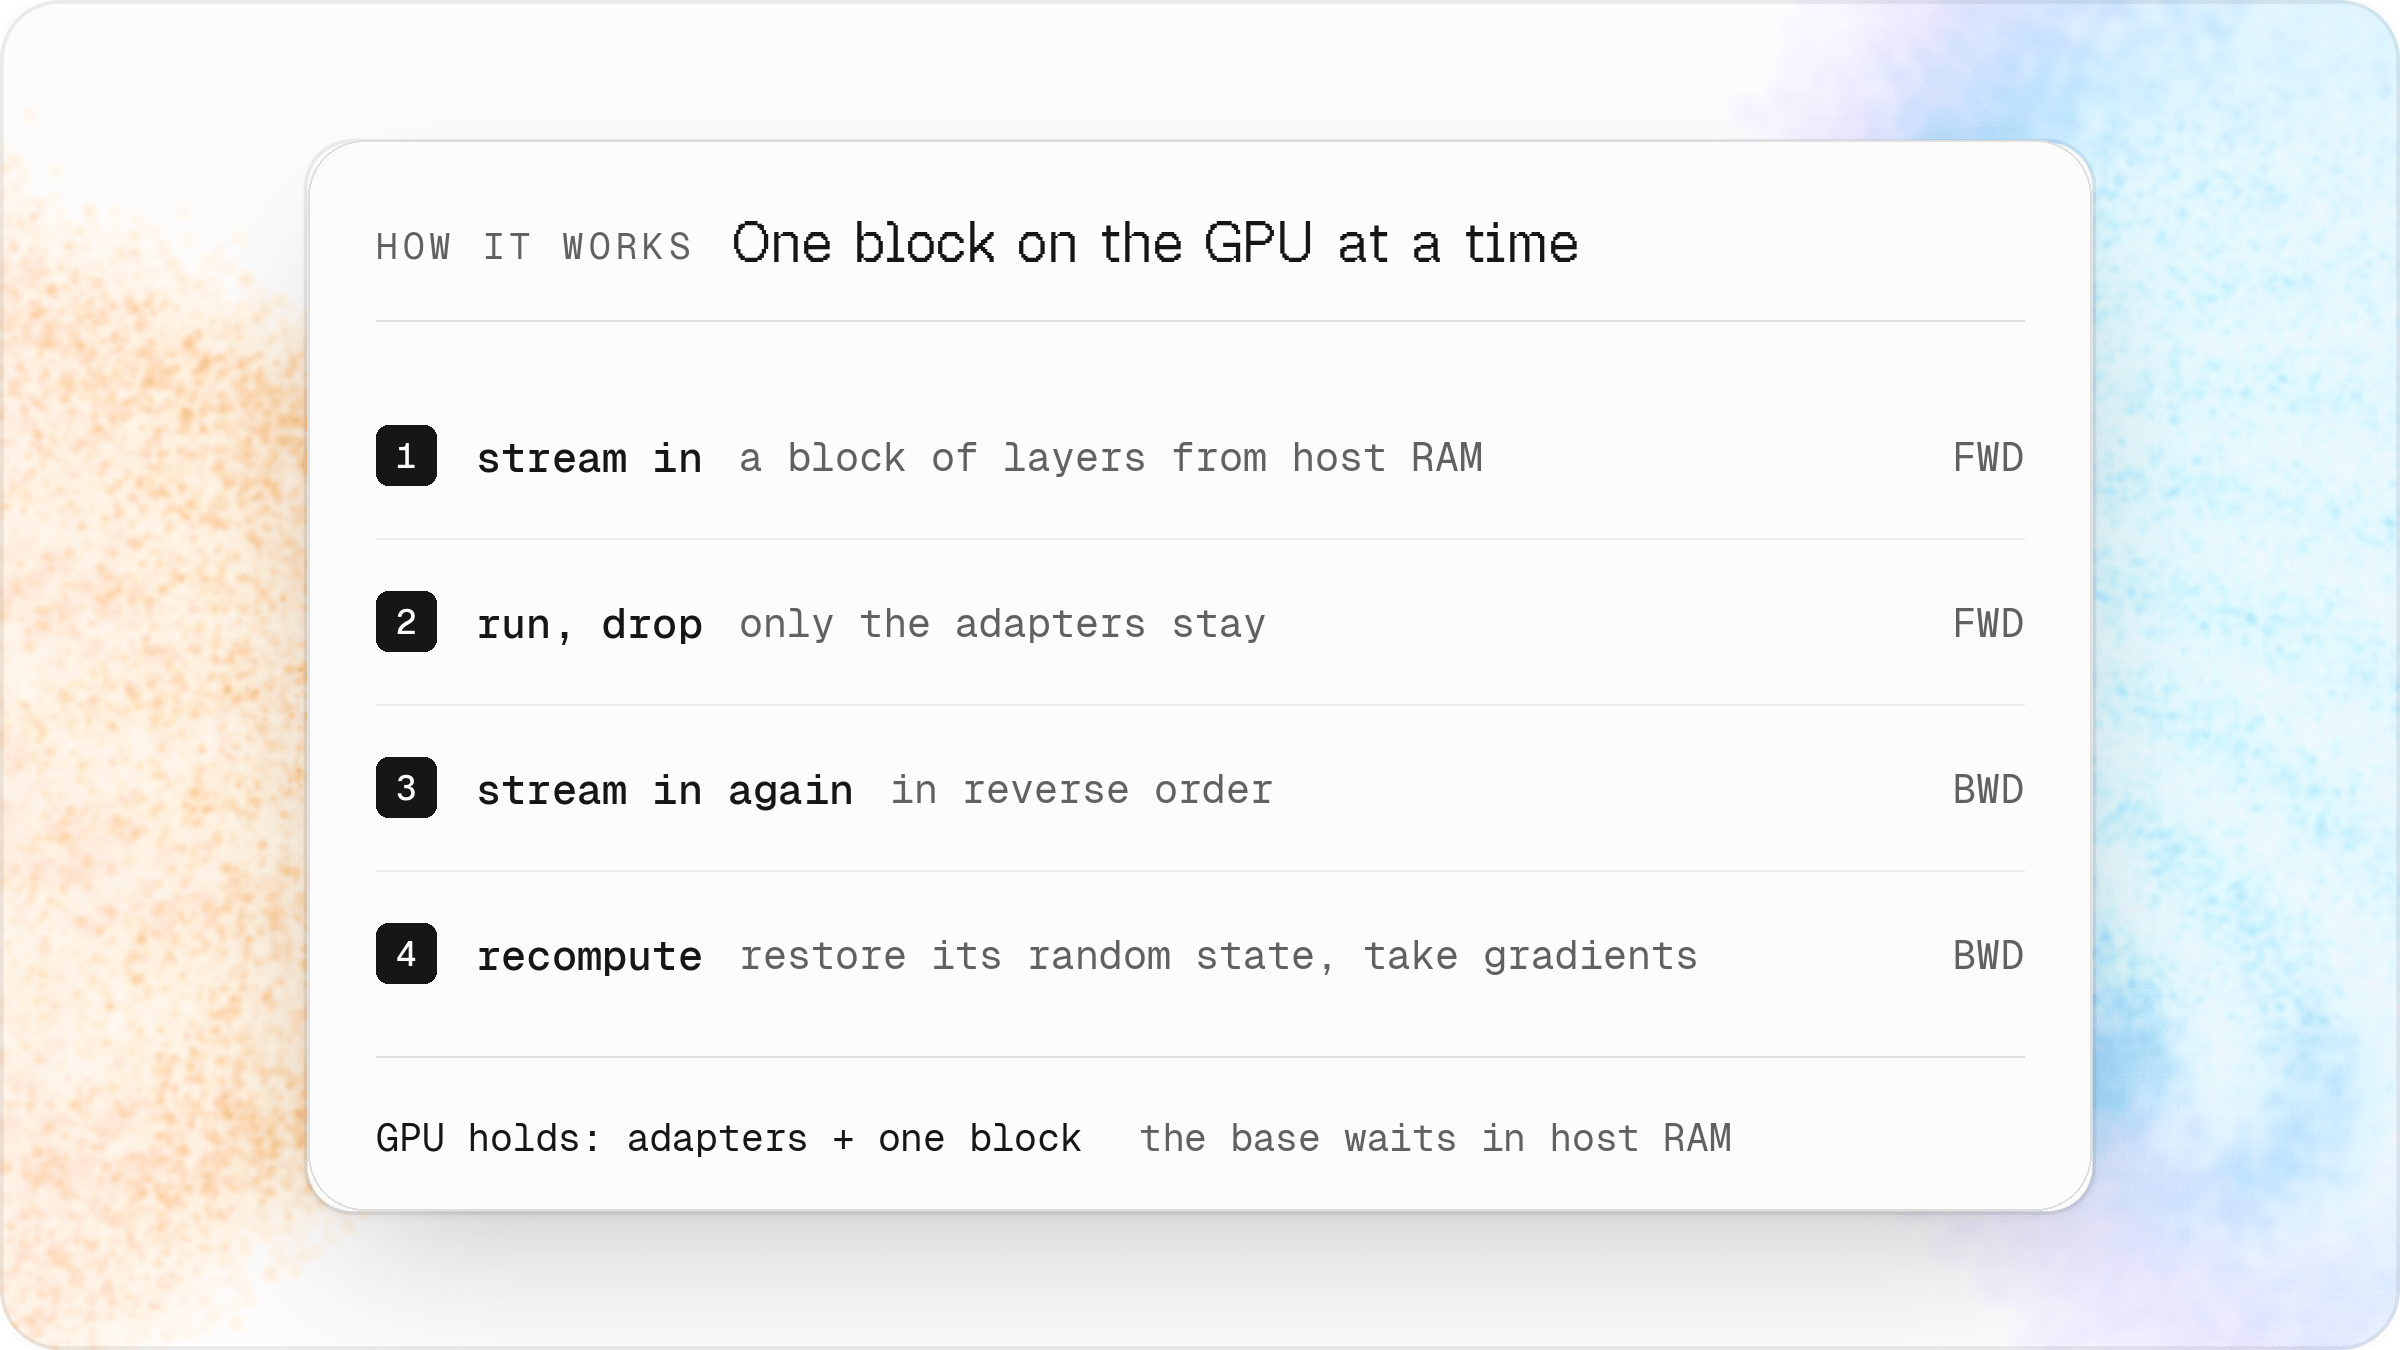 HOW IT WORKS One block on the GPU at a time
1 stream in a block of layers from host RAM FWD
2 run, drop only the adapters stay FWD
3 stream in again in reverse order BWD
4 recompute restore its random state, take gradients BWD
GPU holds: adapters + one block the base waits in host RAM